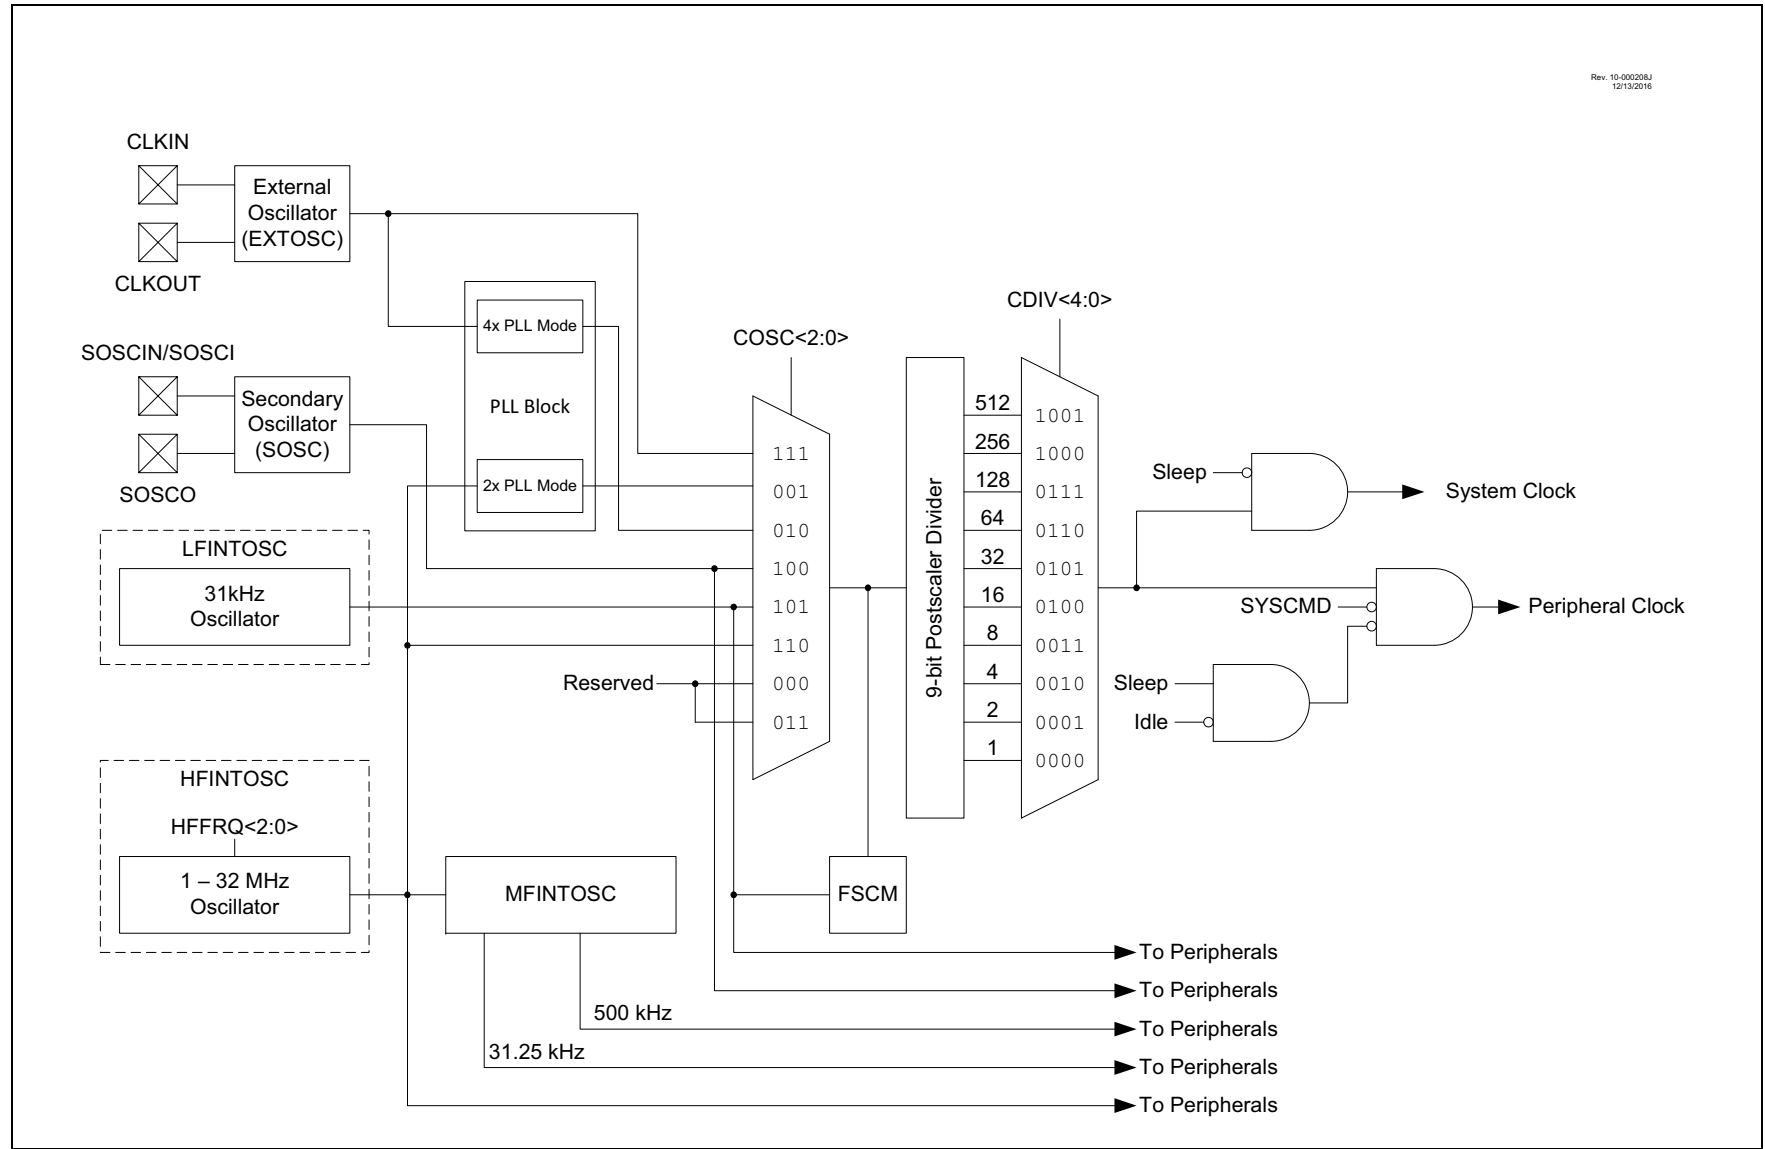 Rev. 10-000208J
12/13/2016
CLKIN
External
Oscillator
(EXTOSC)
CLKOUT
SOSCIN/SOSCI
Secondary
Oscillator
(SOSC)
SOSCO
4x PLL Mode
PLL Block
2x PLL Mode
LFINTOSC
31kHz
Oscillator
Reserved
HFINTOSC
HFFRQ<2:0>
1 – 32 MHz
Oscillator
MFINTOSC
500 kHz
31.25 kHz
COSC<2:0>
111
001
010
100
101
110
000
011
FSCM
9-bit Postscaler Divider
512
256
128
64
32
16
8
4
2
1
CDIV<4:0>
1001
1000
0111
0110
0101
0100
0011
0010
0001
0000
Sleep
System Clock
SYSCMD
Peripheral Clock
Sleep
Idle
To Peripherals
To Peripherals
To Peripherals
To Peripherals
To Peripherals